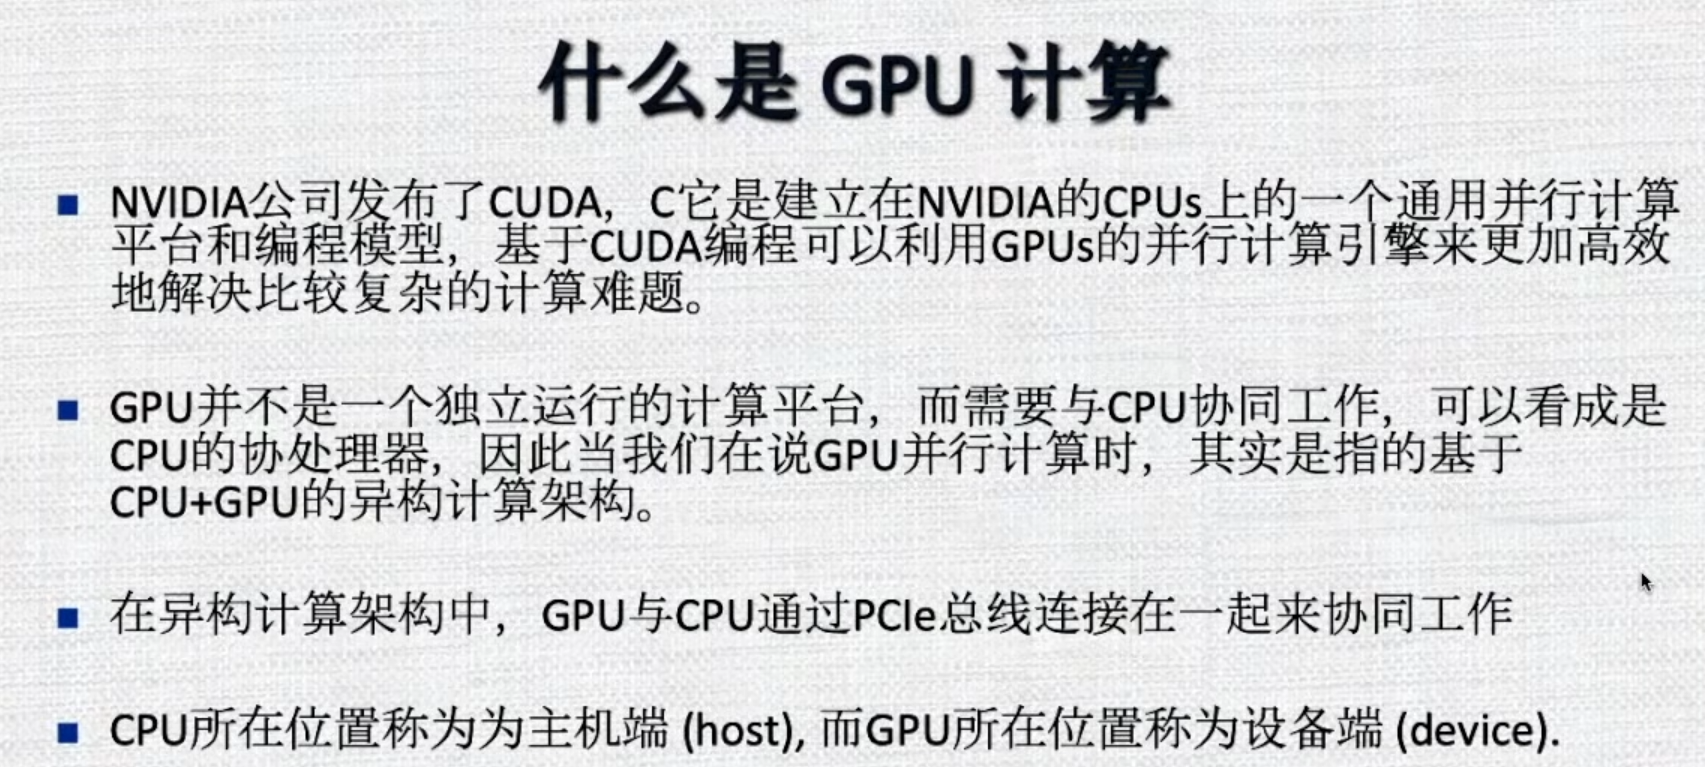 什么是 GPU 计算
NVIDIA公司发布了CUDA，C它是建立在NVIDIA的CPUs上的一个通用并行计算
平台和编程模型，基于CUDA编程可以利用GPUs的并行计算引擎来更加高效
地解决比较复杂的计算难题。
GPU并不是一个独立运行的计算平台，而需要与CPU协同工作，可以看成是
CPU的协处理器，因此当我们在说GPU并行计算时，其实是指的基于
CPU+GPU的异构计算架构。
在异构计算架构中，GPU与CPU通过PCIe总线连接在一起来协同工作
CPU所在位置称为为主机端 (host), 而GPU所在位置称为设备端 (device).